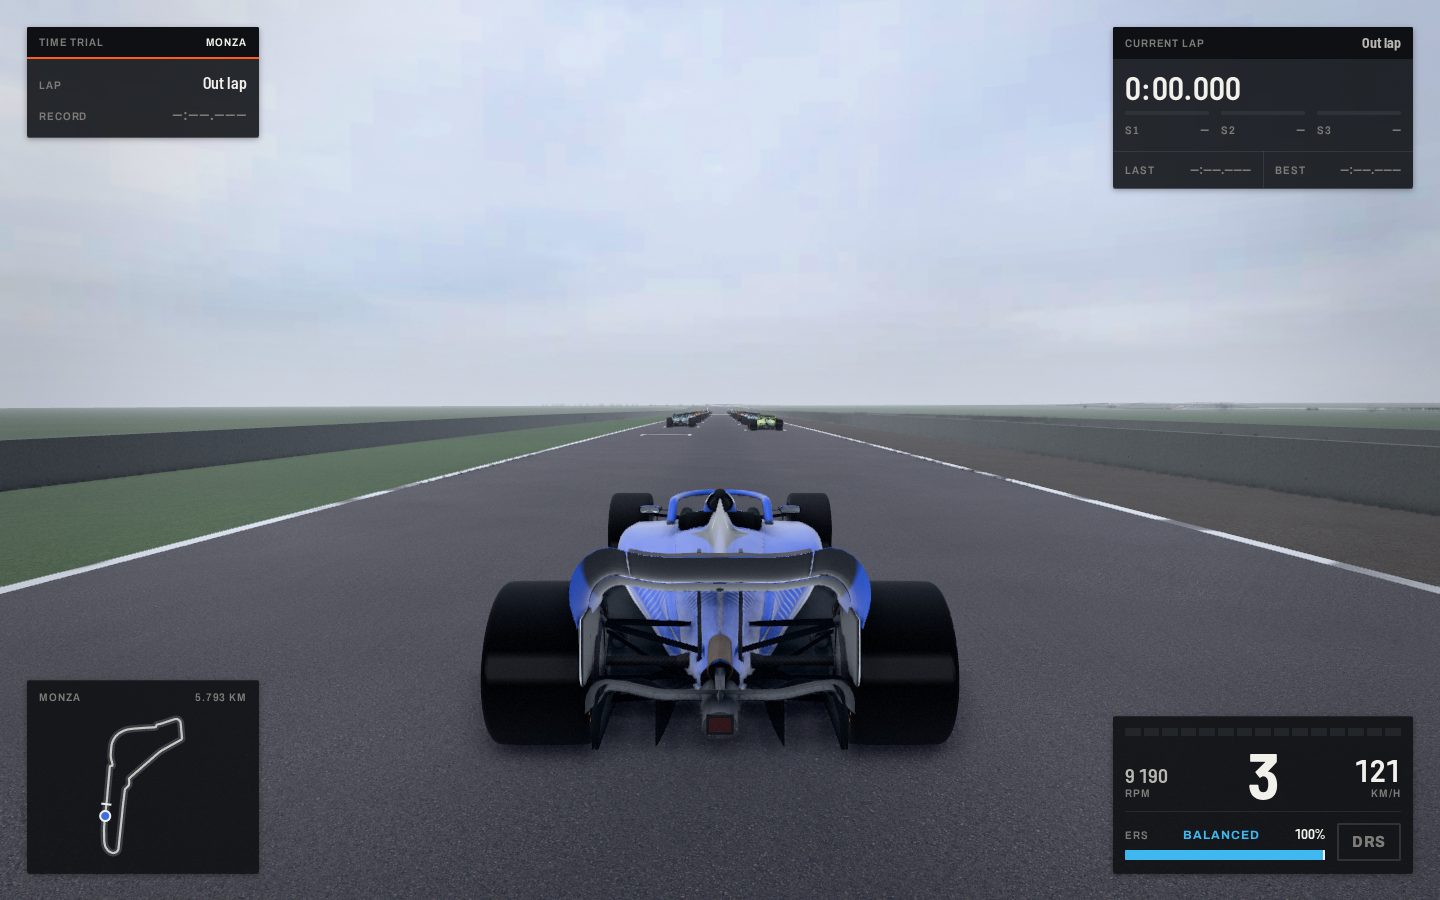 TIME TRIAL MONZA
LAP Out lap
RECORD –:––.–––
CURRENT LAP Out lap
0:00.000
S1 – S2 – S3 –
LAST –:––.––– BEST –:––.–––
MONZA 5.793 KM
9 190 RPM
3
121 KM/H
ERS BALANCED 100% DRS